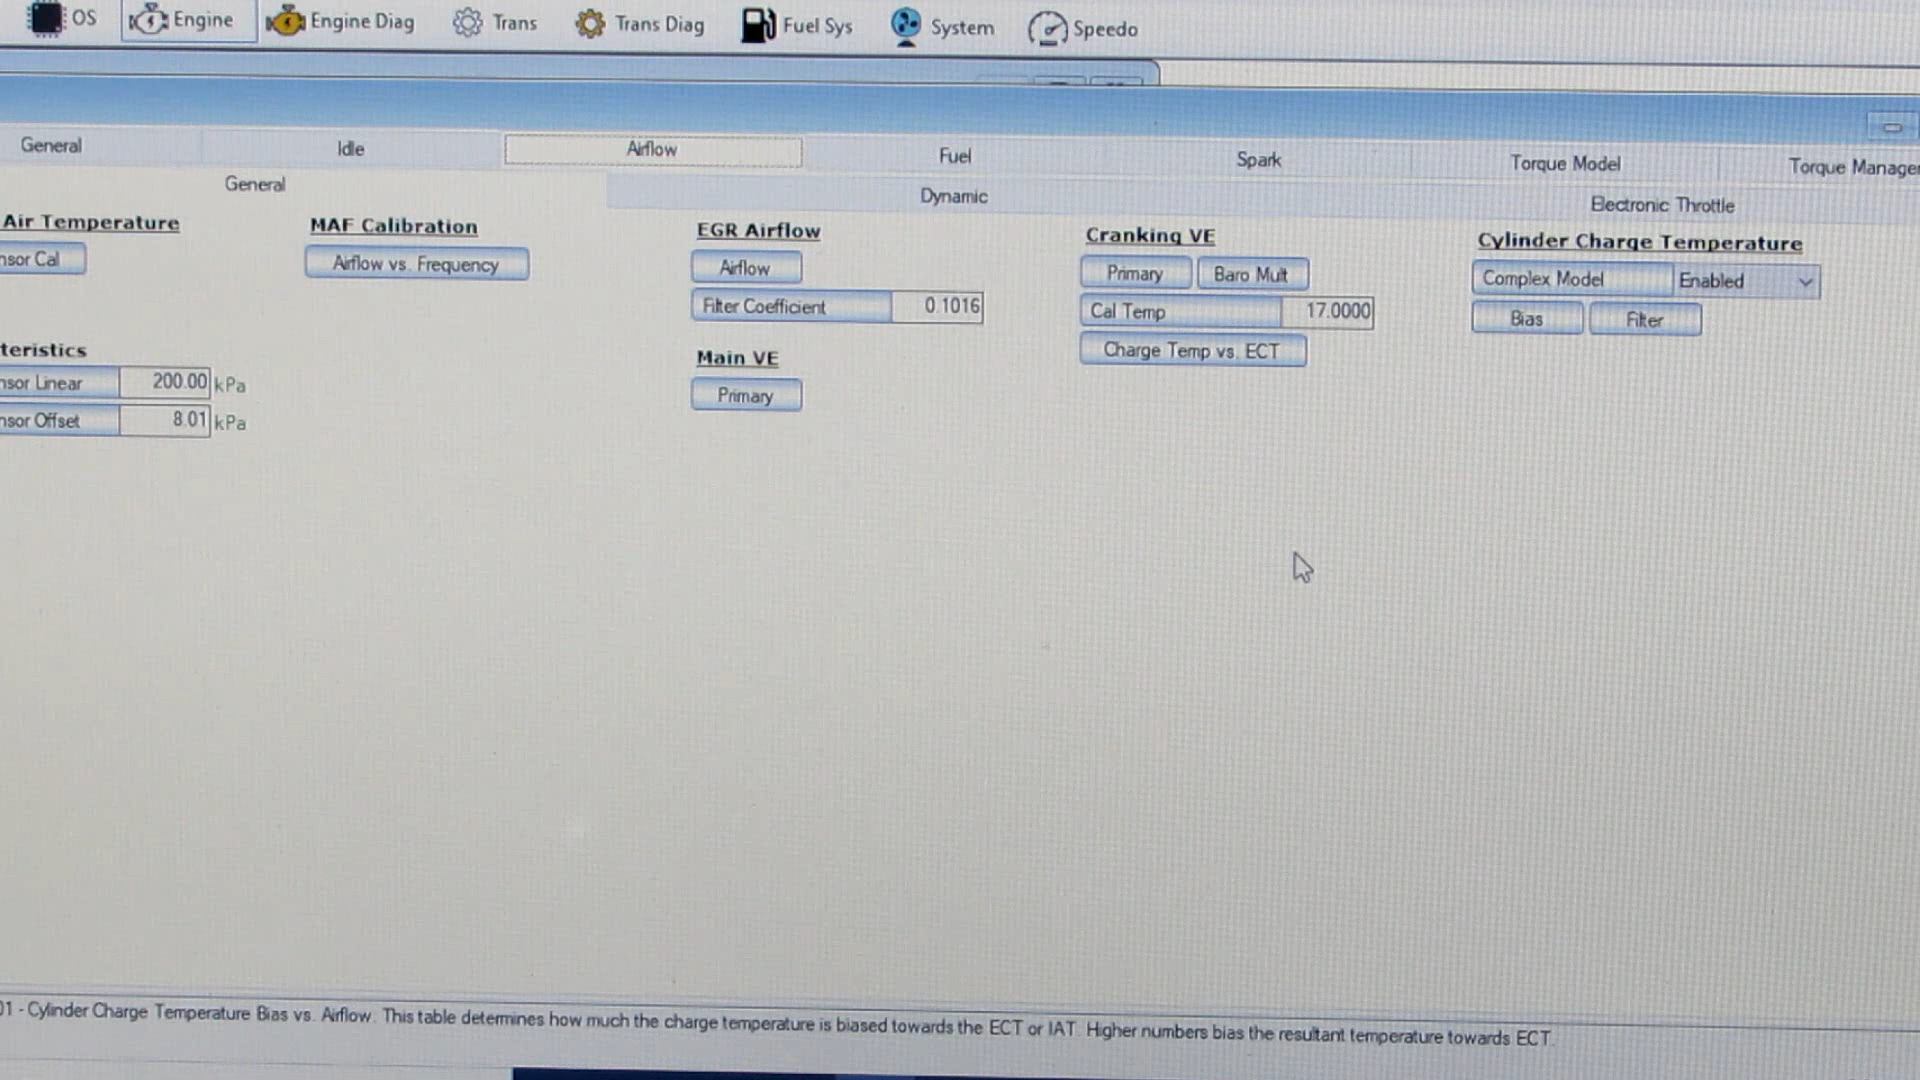 OS Engine Engine Diag Trans Trans Diag Fuel Sys System Speedo
General Idle Airflow Fuel Spark Torque Model Torque Manager
General Dynamic Electronic Throttle
Air Temperature MAF Calibration EGR Airflow Cranking VE Cylinder Charge Temperature
nsor Cal Airflow vs. Frequency Airflow Primary Baro Mult Complex Model Enabled
Filter Coefficient 0.1016 Cal Temp 17.0000 Bias Filter
teristics Main VE Charge Temp vs. ECT
nsor Linear 200.00 kPa Primary
nsor Offset 8.01 kPa
01 - Cylinder Charge Temperature Bias vs. Airflow. This table determines how much the charge temperature is biased towards the ECT or IAT. Higher numbers bias the resultant temperature towards ECT.